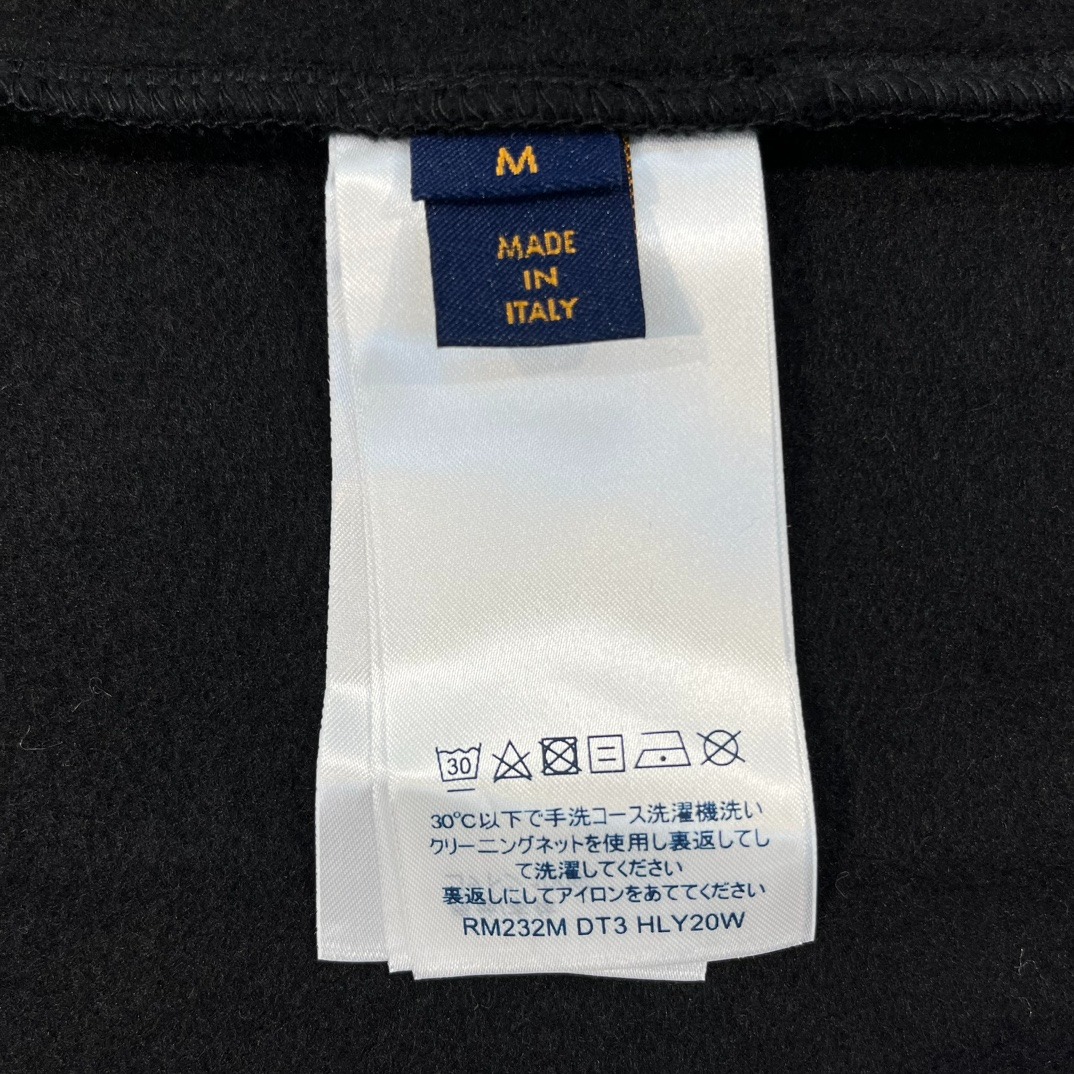 M
MADE
IN
ITALY
30
30℃以下で手洗コース洗濯機洗い
クリーニングネットを使用し裏返してし
て洗濯してください
裏返しにしてアイロンをあててください
RM232M DT3 HLY20W